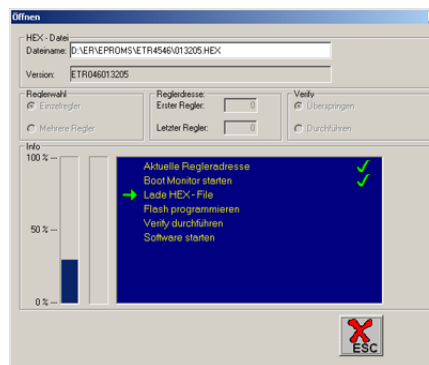 Öffnen
HEX - Datei
Dateiname: D:\ER\EPROMS\ETR4546\013205.HEX
Version: ETR046013205
Reglerwahl
Einzelregler
Mehrere Regler
Reglerdresse:
Erster Regler: 0
Letzter Regler: 0
Verify
Überspringen
Durchführen
Info
100 %
50 %
0 %
Aktuelle Regleradresse
Boot Monitor starten
Lade HEX - File
Flash programmieren
Verify durchführen
Software starten
ESC